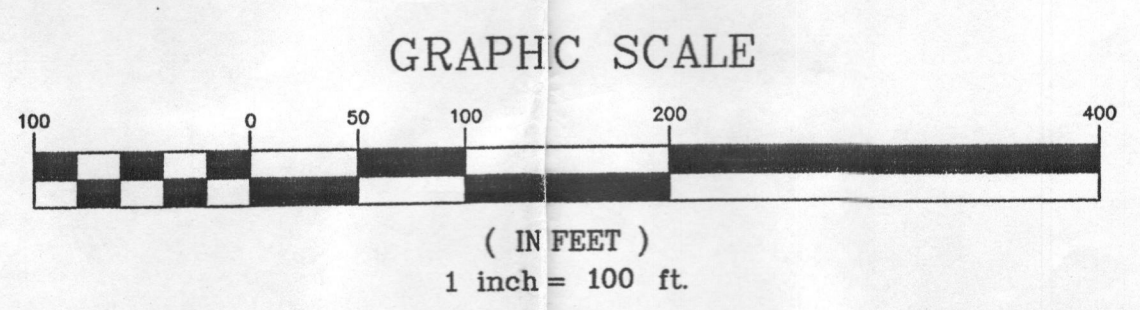 GRAPHIC SCALE
100 0 50 100 200 400
( IN FEET )
1 inch = 100 ft.